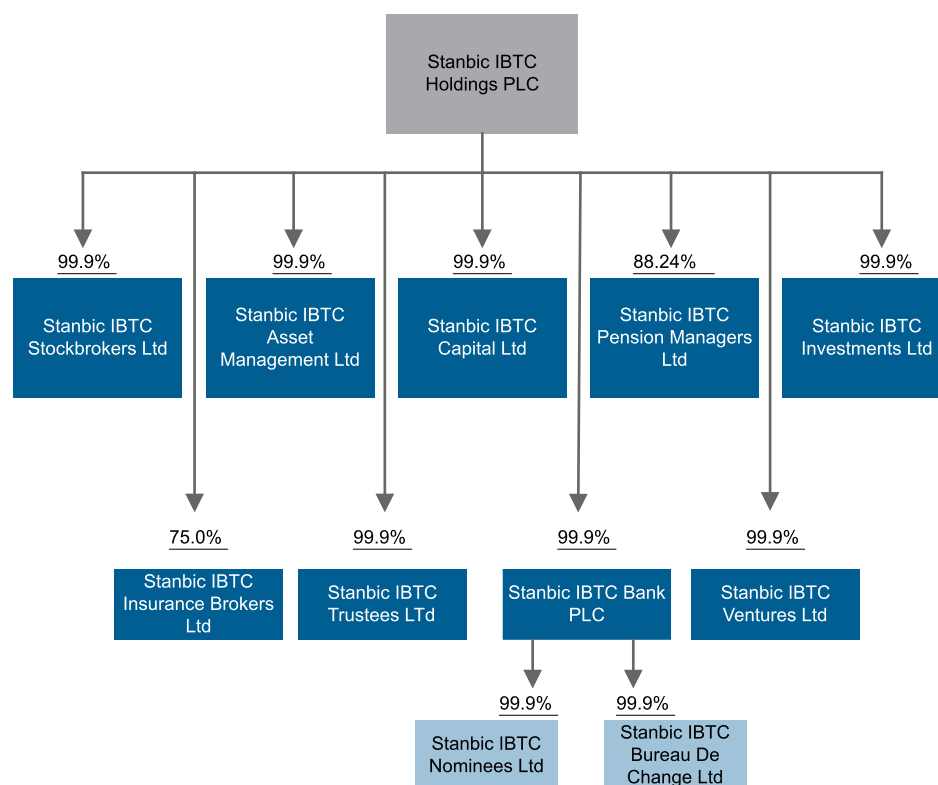 Stanbic IBTC
Holdings PLC
99.9%
99.9%
99.9%
88.24%
99.9%
Stanbic IBTC
Stockbrokers Ltd
Stanbic IBTC
Asset
Management Ltd
Stanbic IBTC
Capital Ltd
Stanbic IBTC
Pension Managers
Ltd
Stanbic IBTC
Investments Ltd
75.0%
99.9%
99.9%
99.9%
Stanbic IBTC
Insurance Brokers
Ltd
Stanbic IBTC
Trustees LTd
Stanbic IBTC Bank
PLC
Stanbic IBTC
Ventures Ltd
99.9%
99.9%
Stanbic IBTC
Nominees Ltd
Stanbic IBTC
Bureau De
Change Ltd